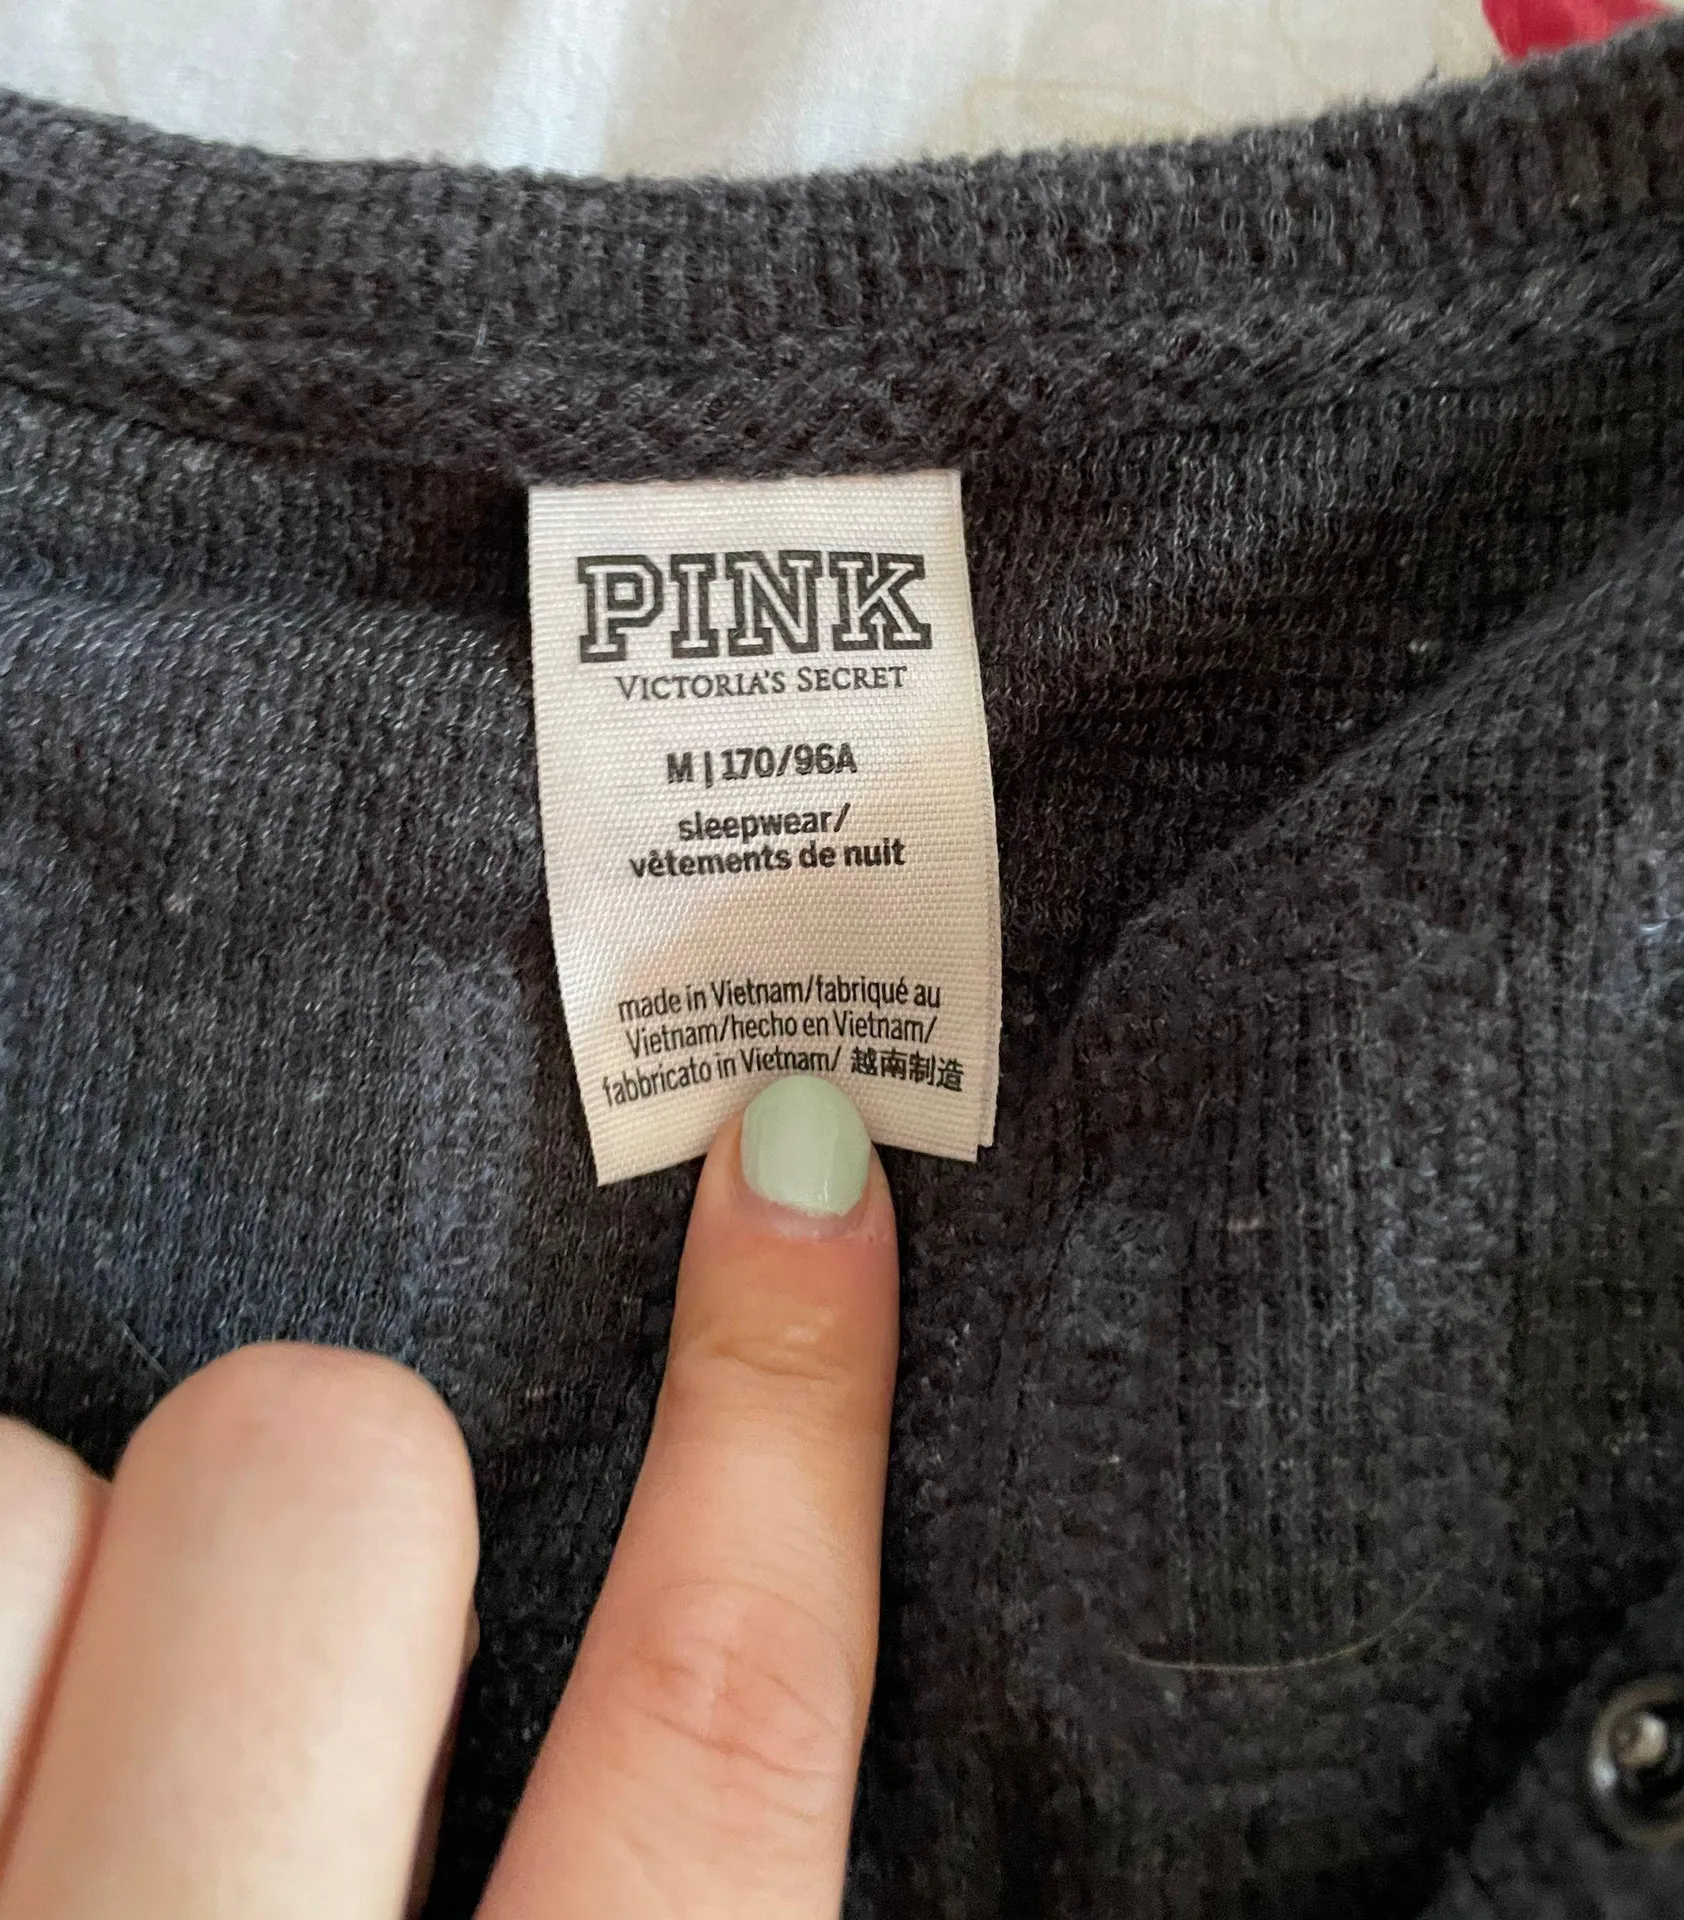 PINK
VICTORIA'S SECRET
M | 170/96A
sleepwear/
vêtements de nuit
made in Vietnam/fabriqué au
Vietnam/hecho en Vietnam/
fabbricato in Vietnam/ 越南制造